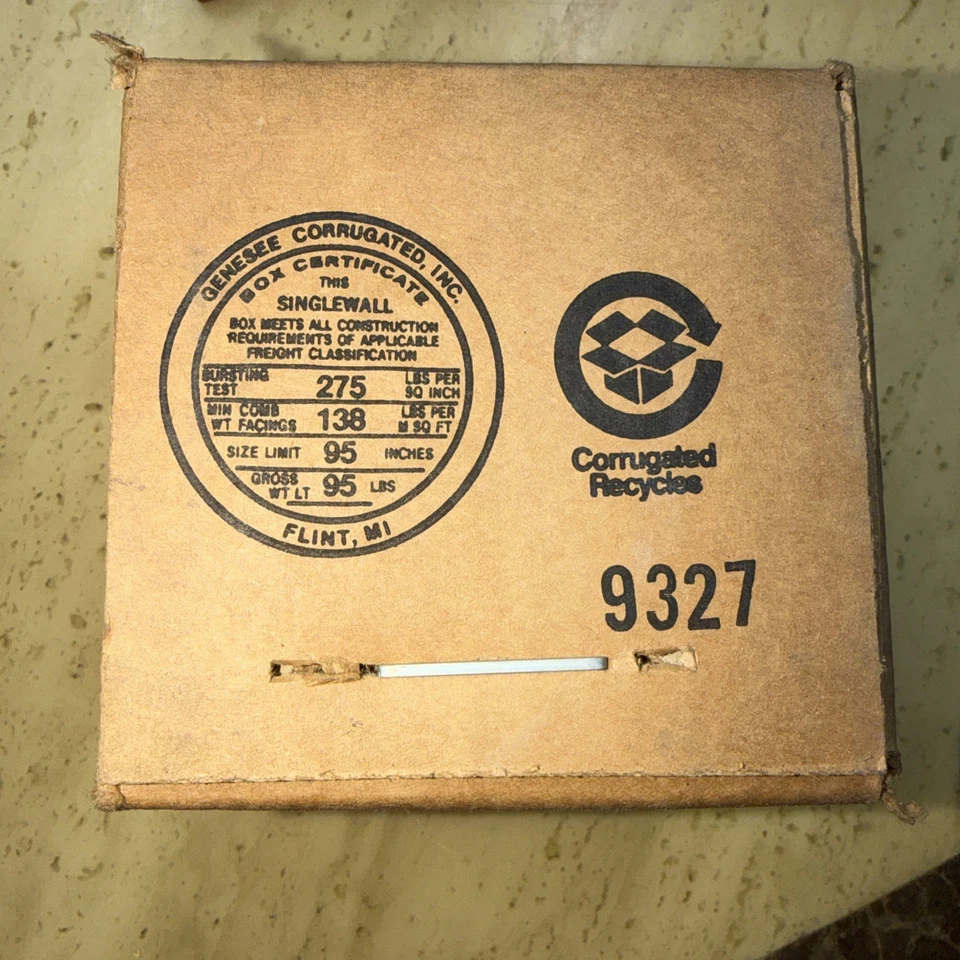 GENESEE CORRUGATED, INC.
BOX CERTIFICATE
THIS
SINGLEWALL
BOX MEETS ALL CONSTRUCTION
REQUIREMENTS OF APPLICABLE
FREIGHT CLASSIFICATION
BURSTING TEST 275 LBS PER SQ INCH
MIN COMB WT FACINGS 138 LBS PER M SQ FT
SIZE LIMIT 95 INCHES
GROSS WT LT 95 LBS
FLINT, MI
Corrugated
Recycles
9327